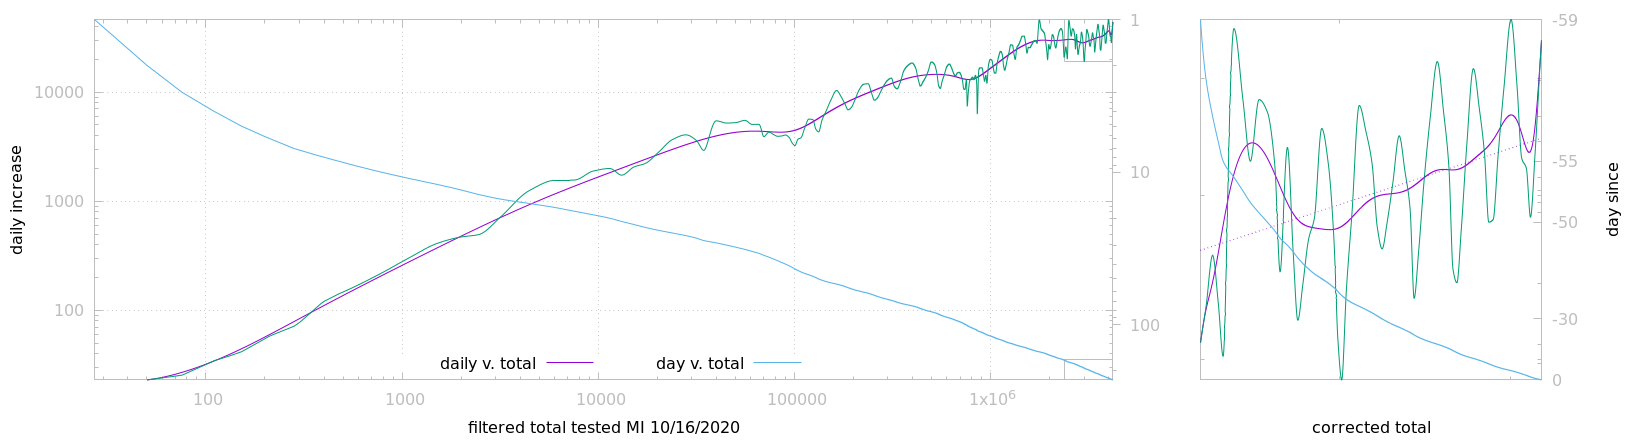 daily increase
10000
1000
100
100
1000
10000
100000
1x10^6
1
10
100
daily v. total
day v. total
filtered total tested MI 10/16/2020
-59
-55
-50
-30
0
day since
corrected total